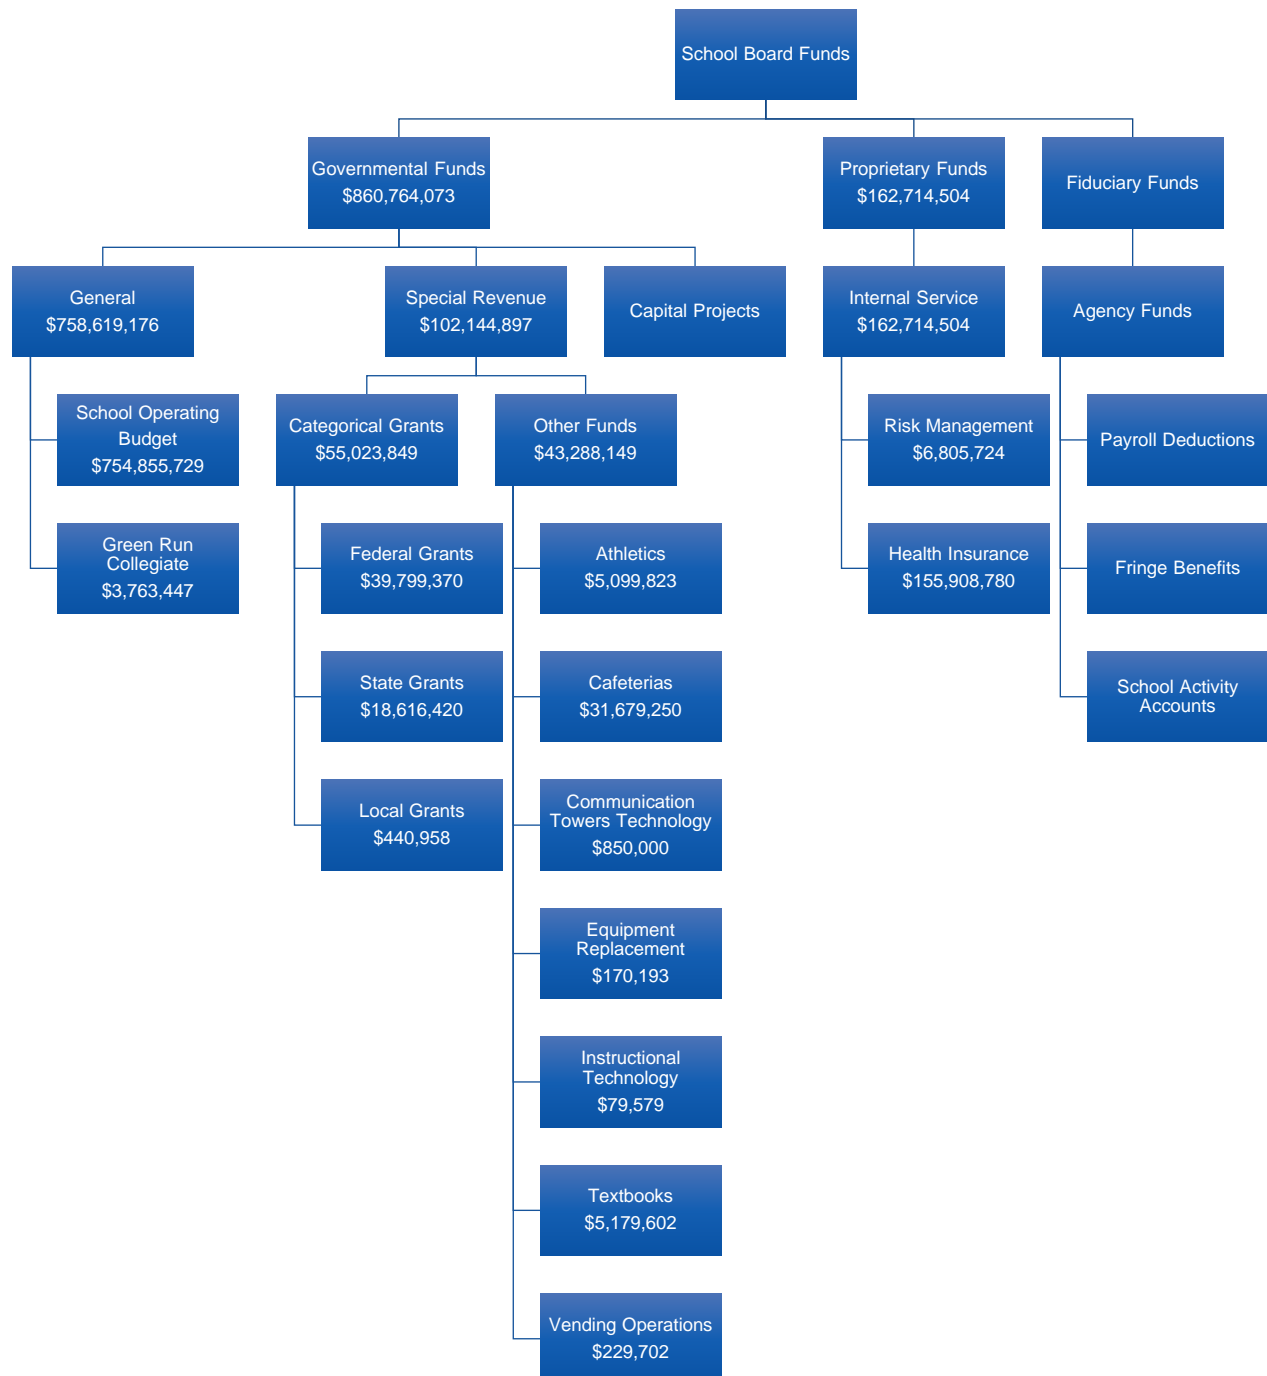 School Board Funds
Governmental Funds
$860,764,073
Proprietary Funds
$162,714,504
Fiduciary Funds
General
$758,619,176
Special Revenue
$102,144,897
Capital Projects
Internal Service
$162,714,504
Agency Funds
School Operating
Budget
$754,855,729
Categorical Grants
$55,023,849
Other Funds
$43,288,149
Risk Management
$6,805,724
Payroll Deductions
Green Run
Collegiate
$3,763,447
Federal Grants
$39,799,370
Athletics
$5,099,823
Health Insurance
$155,908,780
Fringe Benefits
State Grants
$18,616,420
Cafeterias
$31,679,250
School Activity
Accounts
Local Grants
$440,958
Communication
Towers Technology
$850,000
Equipment
Replacement
$170,193
Instructional
Technology
$79,579
Textbooks
$5,179,602
Vending Operations
$229,702